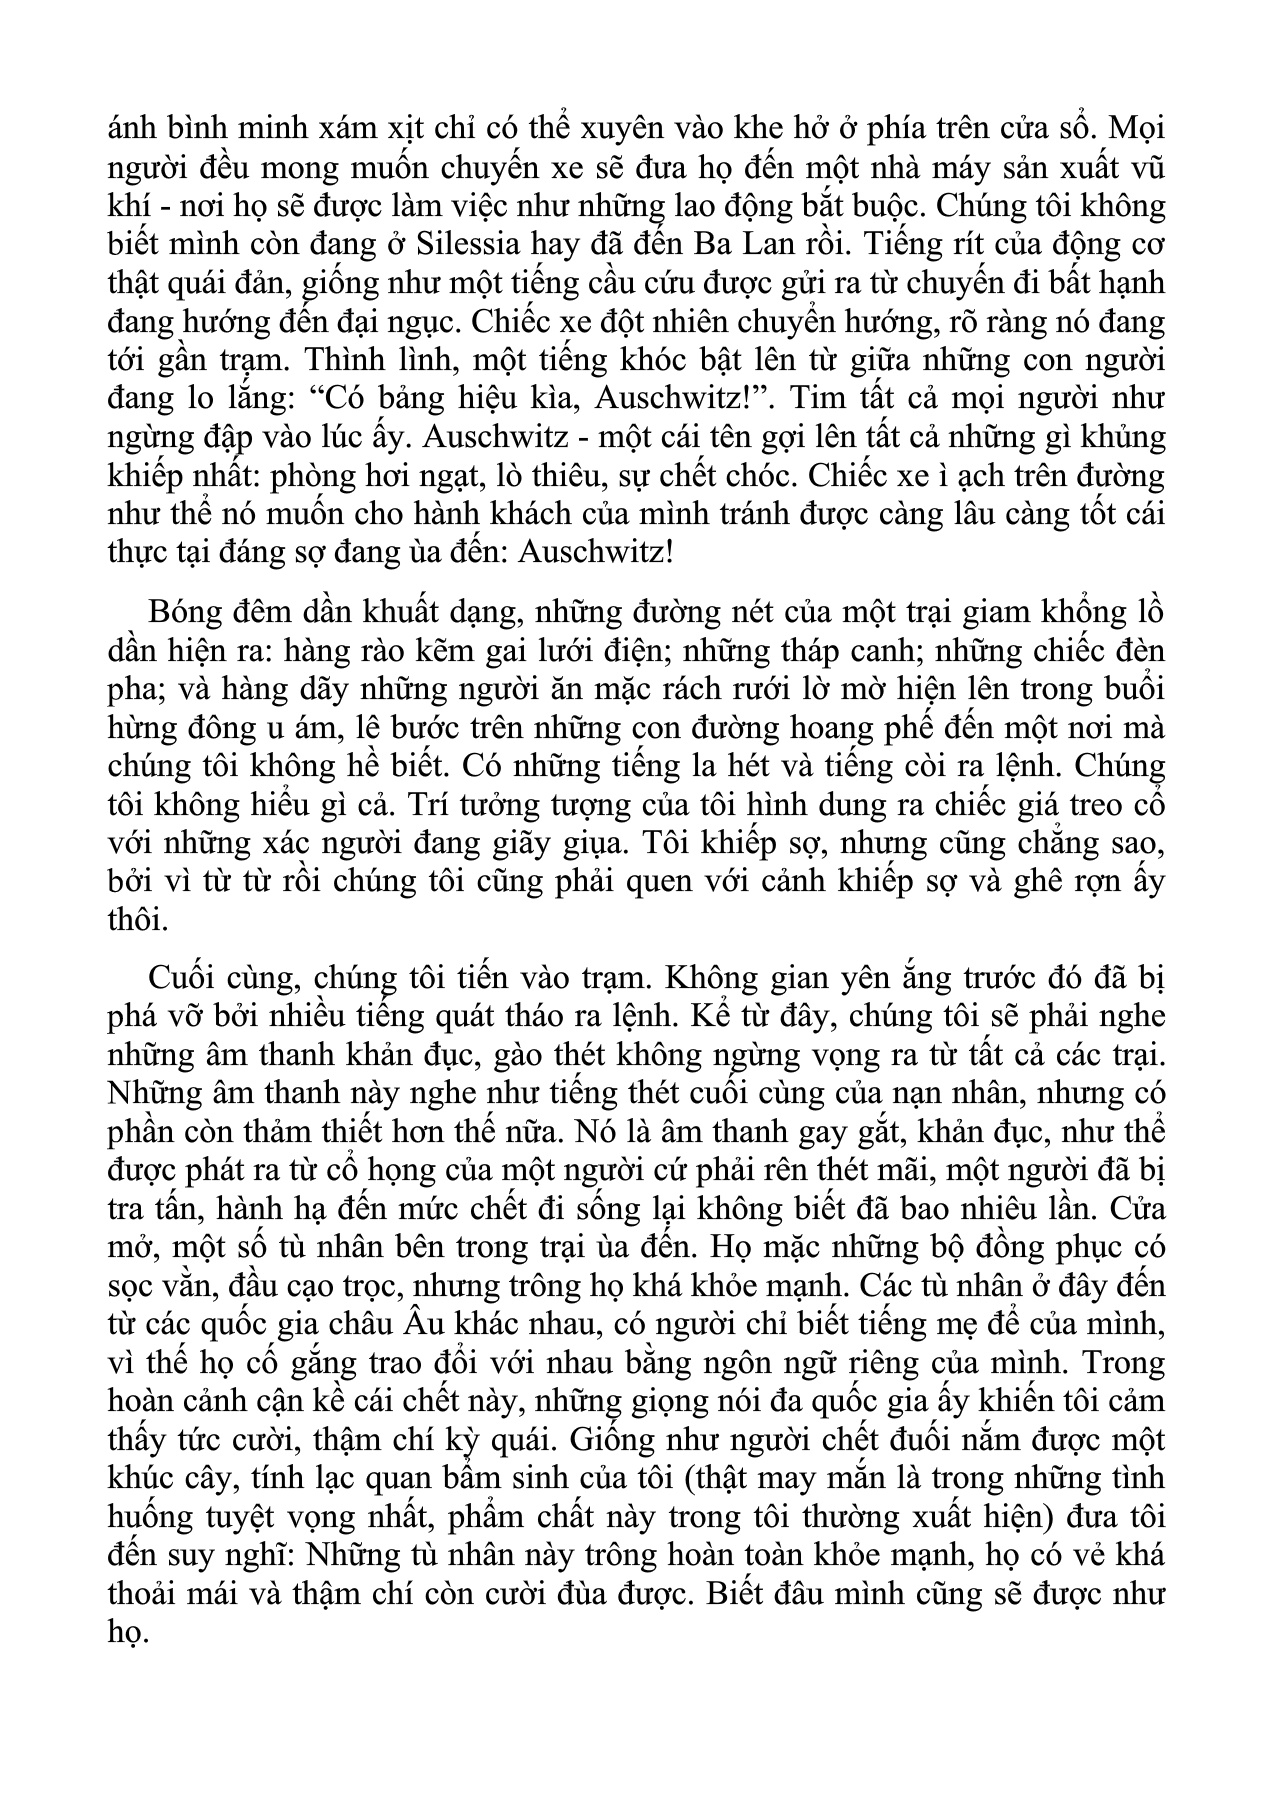 ánh bình minh xám xịt chỉ có thể xuyên vào khe hở ở phía trên cửa sổ. Mọi
người đều mong muốn chuyến xe sẽ đưa họ đến một nhà máy sản xuất vũ
khí - nơi họ sẽ được làm việc như những lao động bắt buộc. Chúng tôi không
biết mình còn đang ở Silessia hay đã đến Ba Lan rồi. Tiếng rít của động cơ
thật quái đản, giống như một tiếng cầu cứu được gửi ra từ chuyến đi bất hạnh
đang hướng đến đại ngục. Chiếc xe đột nhiên chuyển hướng, rõ ràng nó đang
tới gần trạm. Thình lình, một tiếng khóc bật lên từ giữa những con người
đang lo lắng: “Có bảng hiệu kìa, Auschwitz!”. Tim tất cả mọi người như
ngừng đập vào lúc ấy. Auschwitz - một cái tên gợi lên tất cả những gì khủng
khiếp nhất: phòng hơi ngạt, lò thiêu, sự chết chóc. Chiếc xe ì ạch trên đường
như thể nó muốn cho hành khách của mình tránh được càng lâu càng tốt cái
thực tại đáng sợ đang ùa đến: Auschwitz!
Bóng đêm dần khuất dạng, những đường nét của một trại giam khổng lồ
dần hiện ra: hàng rào kẽm gai lưới điện; những tháp canh; những chiếc đèn
pha; và hàng dãy những người ăn mặc rách rưới lờ mờ hiện lên trong buổi
hừng đông u ám, lê bước trên những con đường hoang phế đến một nơi mà
chúng tôi không hề biết. Có những tiếng la hét và tiếng còi ra lệnh. Chúng
tôi không hiểu gì cả. Trí tưởng tượng của tôi hình dung ra chiếc giá treo cổ
với những xác người đang giãy giụa. Tôi khiếp sợ, nhưng cũng chẳng sao,
bởi vì từ từ rồi chúng tôi cũng phải quen với cảnh khiếp sợ và ghê rợn ấy
thôi.
Cuối cùng, chúng tôi tiến vào trạm. Không gian yên ắng trước đó đã bị
phá vỡ bởi nhiều tiếng quát tháo ra lệnh. Kể từ đây, chúng tôi sẽ phải nghe
những âm thanh khản đục, gào thét không ngừng vọng ra từ tất cả các trại.
Những âm thanh này nghe như tiếng thét cuối cùng của nạn nhân, nhưng có
phần còn thảm thiết hơn thế nữa. Nó là âm thanh gay gắt, khản đục, như thể
được phát ra từ cổ họng của một người cứ phải rên thét mãi, một người đã bị
tra tấn, hành hạ đến mức chết đi sống lại không biết đã bao nhiêu lần. Cửa
mở, một số tù nhân bên trong trại ùa đến. Họ mặc những bộ đồng phục có
sọc vằn, đầu cạo trọc, nhưng trông họ khá khỏe mạnh. Các tù nhân ở đây đến
từ các quốc gia châu Âu khác nhau, có người chỉ biết tiếng mẹ để của mình,
vì thế họ cố gắng trao đổi với nhau bằng ngôn ngữ riêng của mình. Trong
hoàn cảnh cận kề cái chết này, những giọng nói đa quốc gia ấy khiến tôi cảm
thấy tức cười, thậm chí kỳ quái. Giống như người chết đuối nắm được một
khúc cây, tính lạc quan bẩm sinh của tôi (thật may mắn là trong những tình
huống tuyệt vọng nhất, phẩm chất này trong tôi thường xuất hiện) đưa tôi
đến suy nghĩ: Những tù nhân này trông hoàn toàn khỏe mạnh, họ có vẻ khá
thoải mái và thậm chí còn cười đùa được. Biết đâu mình cũng sẽ được như
họ.